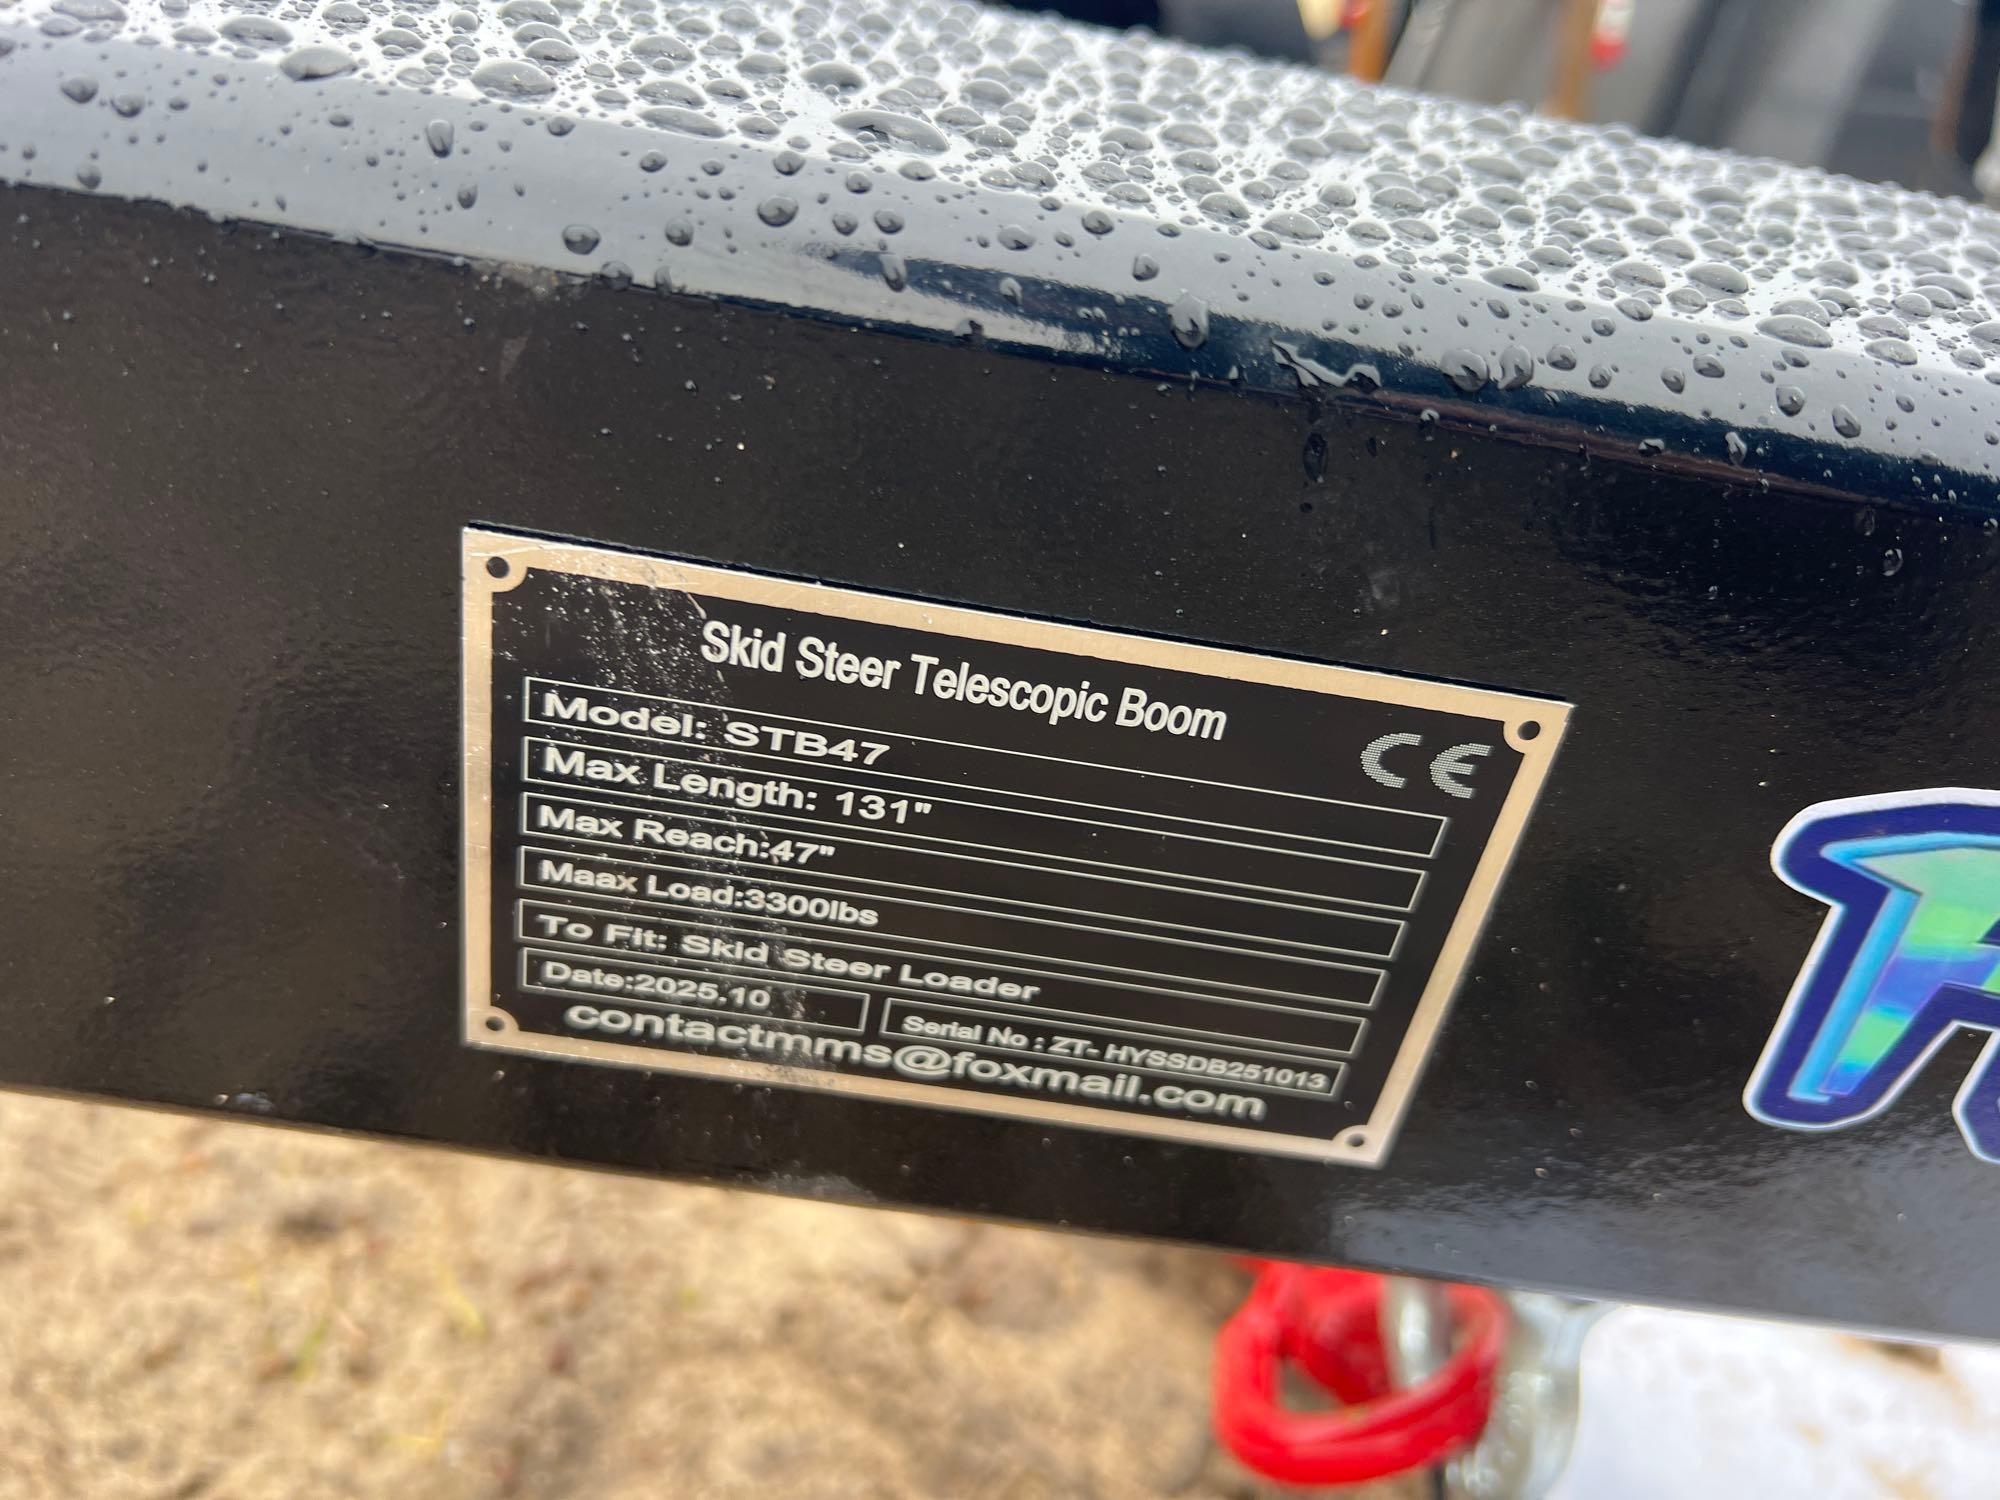 Skid Steer Telescopic Boom
CE
Model: STB47
Max Length: 131"
Max Reach:47"
Maax Load:3300lbs
To Fit: Skid Steer Loader
Date:2025.10
Serial No : ZT- HYSSDB251013
contactmms@foxmail.com